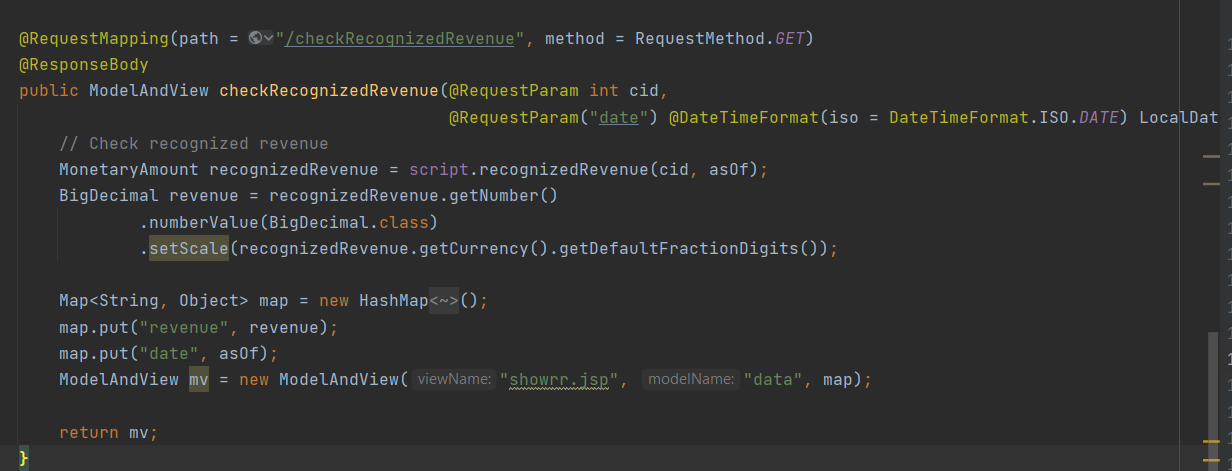 @RequestMapping(path = "/checkRecognizedRevenue", method = RequestMethod.GET)
@ResponseBody
public ModelAndView checkRecognizedRevenue(@RequestParam int cid,
@RequestParam("date") @DateTimeFormat(iso = DateTimeFormat.ISO.DATE) LocalDat
// Check recognized revenue
MonetaryAmount recognizedRevenue = script.recognizedRevenue(cid, asOf);
BigDecimal revenue = recognizedRevenue.getNumber()
.numberValue(BigDecimal.class)
.setScale(recognizedRevenue.getCurrency().getDefaultFractionDigits());
Map<String, Object> map = new HashMap<~>();
map.put("revenue", revenue);
map.put("date", asOf);
ModelAndView mv = new ModelAndView( viewName: "showrr.jsp", modelName: "data", map);
return mv;
}